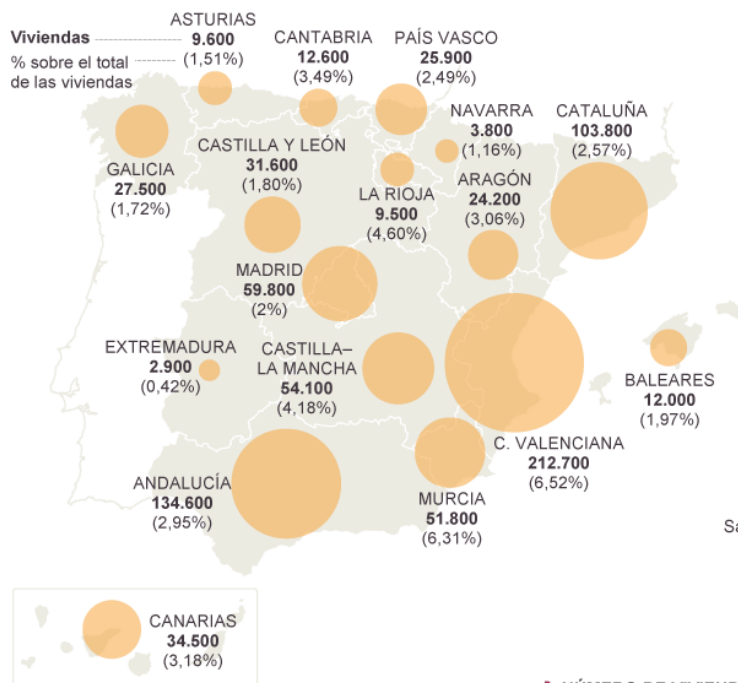 Viviendas
% sobre el total
de las viviendas
ASTURIAS
9.600
(1,51%)
CANTABRIA
12.600
(3,49%)
PAÍS VASCO
25.900
(2,49%)
NAVARRA
3.800
(1,16%)
CATALUÑA
103.800
(2,57%)
GALICIA
27.500
(1,72%)
CASTILLA Y LEÓN
31.600
(1,80%)
LA RIOJA
9.500
(4,60%)
ARAGÓN
24.200
(3,06%)
MADRID
59.800
(2%)
EXTREMADURA
2.900
(0,42%)
CASTILLA–
LA MANCHA
54.100
(4,18%)
BALEARES
12.000
(1,97%)
C. VALENCIANA
212.700
(6,52%)
ANDALUCÍA
134.600
(2,95%)
MURCIA
51.800
(6,31%)
CANARIAS
34.500
(3,18%)